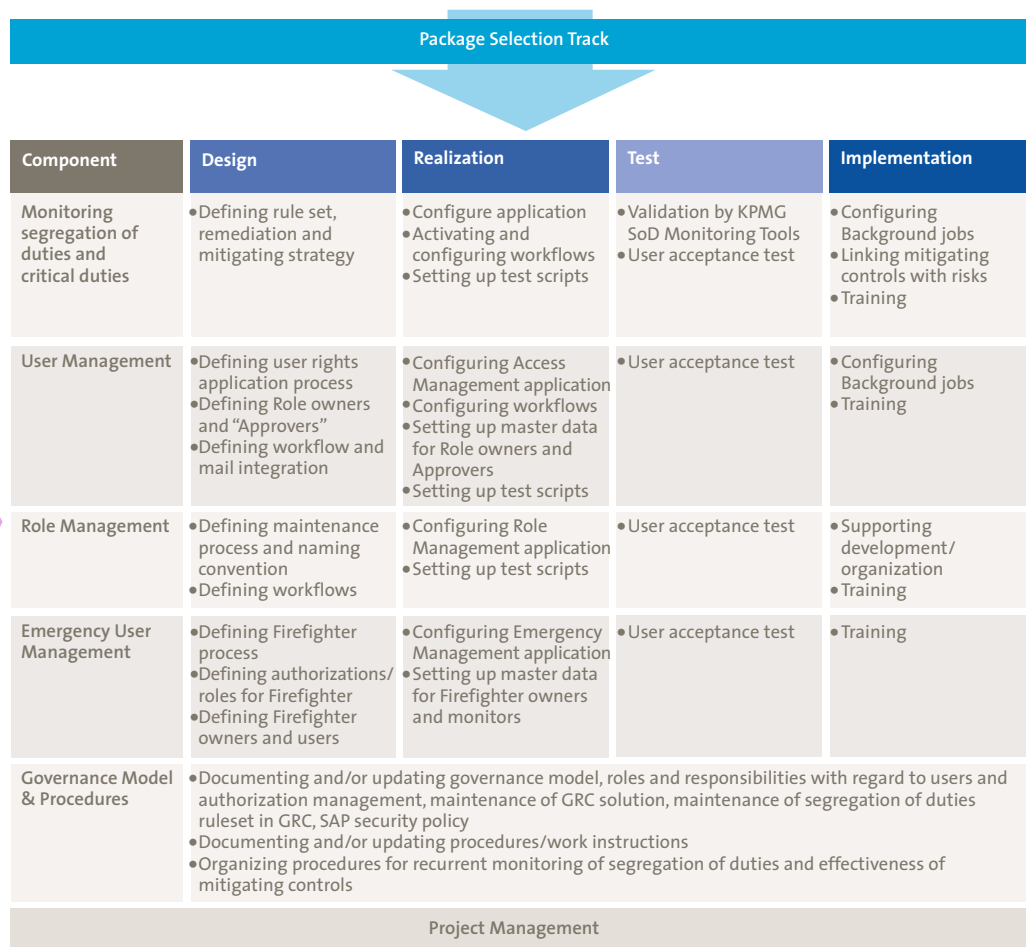 Package Selection Track
Component
Design
Realization
Test
Implementation
Monitoring
segregation of
duties and
critical duties
•Defining rule set,
remediation and
mitigating strategy
•Configure application
•Activating and
configuring workflows
•Setting up test scripts
•Validation by KPMG
SoD Monitoring Tools
•User acceptance test
•Configuring
Background jobs
•Linking mitigating
controls with risks
•Training
User Management
•Defining user rights
application process
•Defining Role owners
and “Approvers”
•Defining workflow and
mail integration
•Configuring Access
Management application
•Configuring workflows
•Setting up master data
for Role owners and
Approvers
•Setting up test scripts
•User acceptance test
•Configuring
Background jobs
•Training
Role Management
•Defining maintenance
process and naming
convention
•Defining workflows
•Configuring Role
Management application
•Setting up test scripts
•User acceptance test
•Supporting
development/
organization
•Training
Emergency User
Management
•Defining Firefighter
process
•Defining authorizations/
roles for Firefighter
•Defining Firefighter
owners and users
•Configuring Emergency
Management application
•Setting up master data
for Firefighter owners
and monitors
•User acceptance test
•Training
Governance Model
& Procedures
•Documenting and/or updating governance model, roles and responsibilities with regard to users and
authorization management, maintenance of GRC solution, maintenance of segregation of duties
ruleset in GRC, SAP security policy
•Documenting and/or updating procedures/work instructions
•Organizing procedures for recurrent monitoring of segregation of duties and effectiveness of
mitigating controls
Project Management